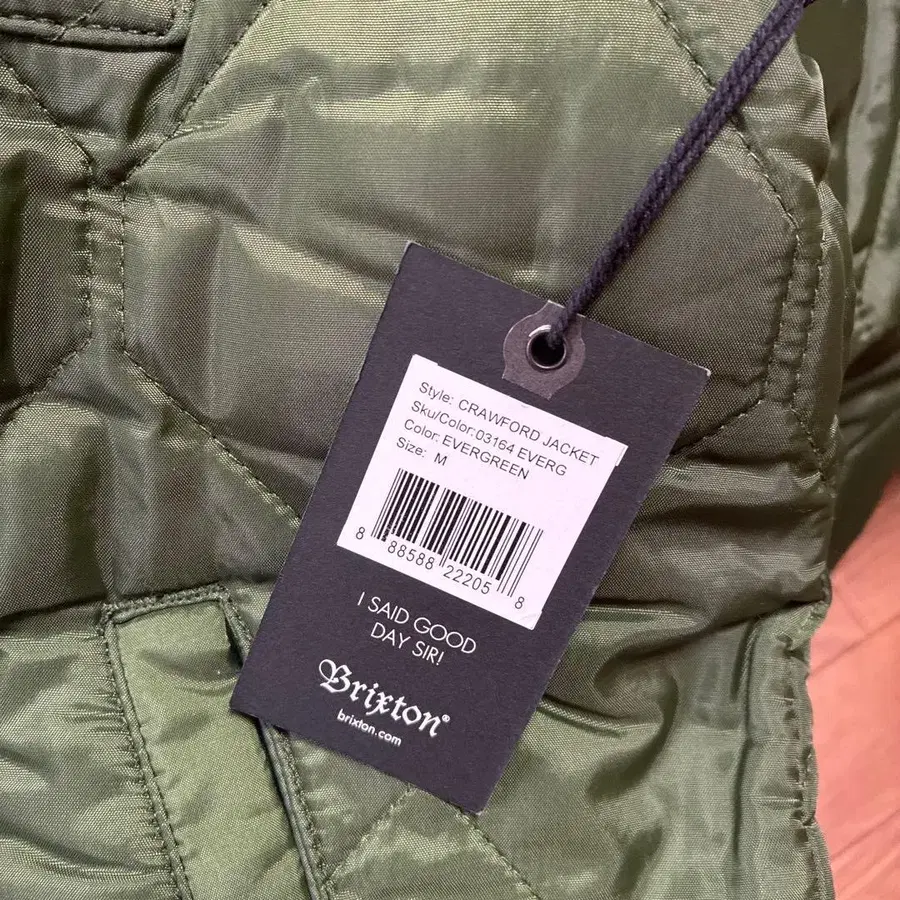 Style: CRAWFORD JACKET
Sku/Color:03164 EVERG
Color: EVERGREEN
Size: M
8 88588 22205 8
I SAID GOOD
DAY SIR!
Brixton®
brixton.com